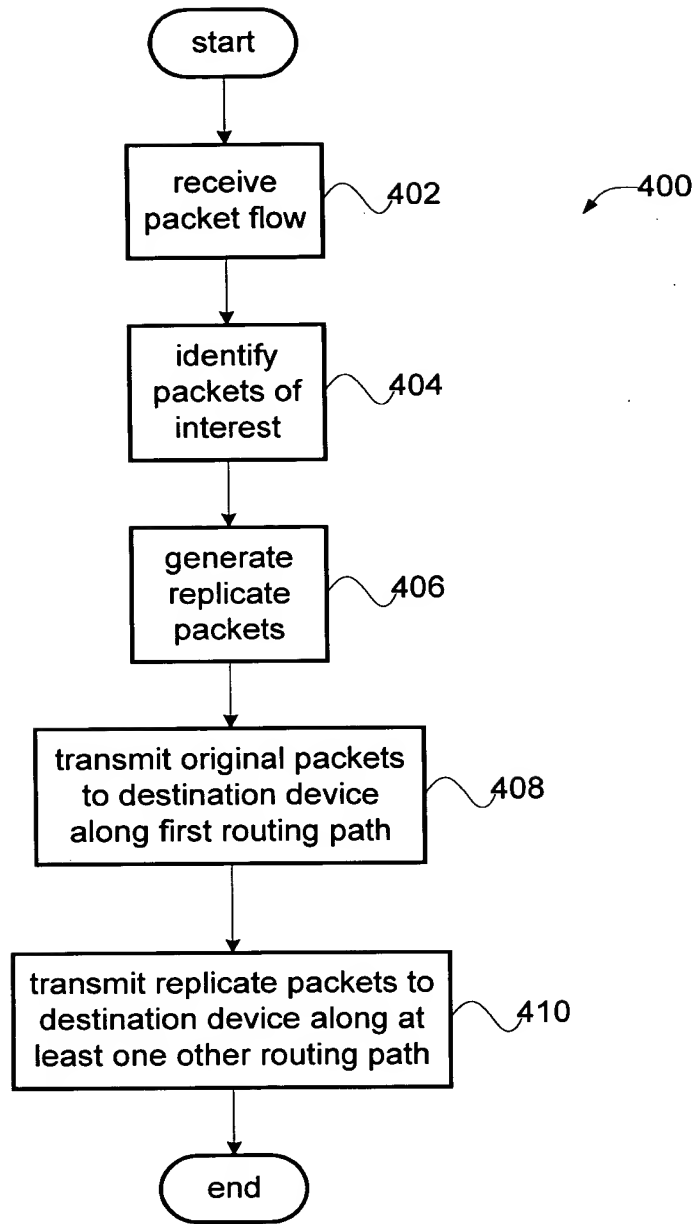 start
receive
packet flow
402
400
identify
packets of
interest
404
generate
replicate
packets
406
transmit original packets
to destination device
along first routing path
408
transmit replicate packets to
destination device along at
least one other routing path
410
end